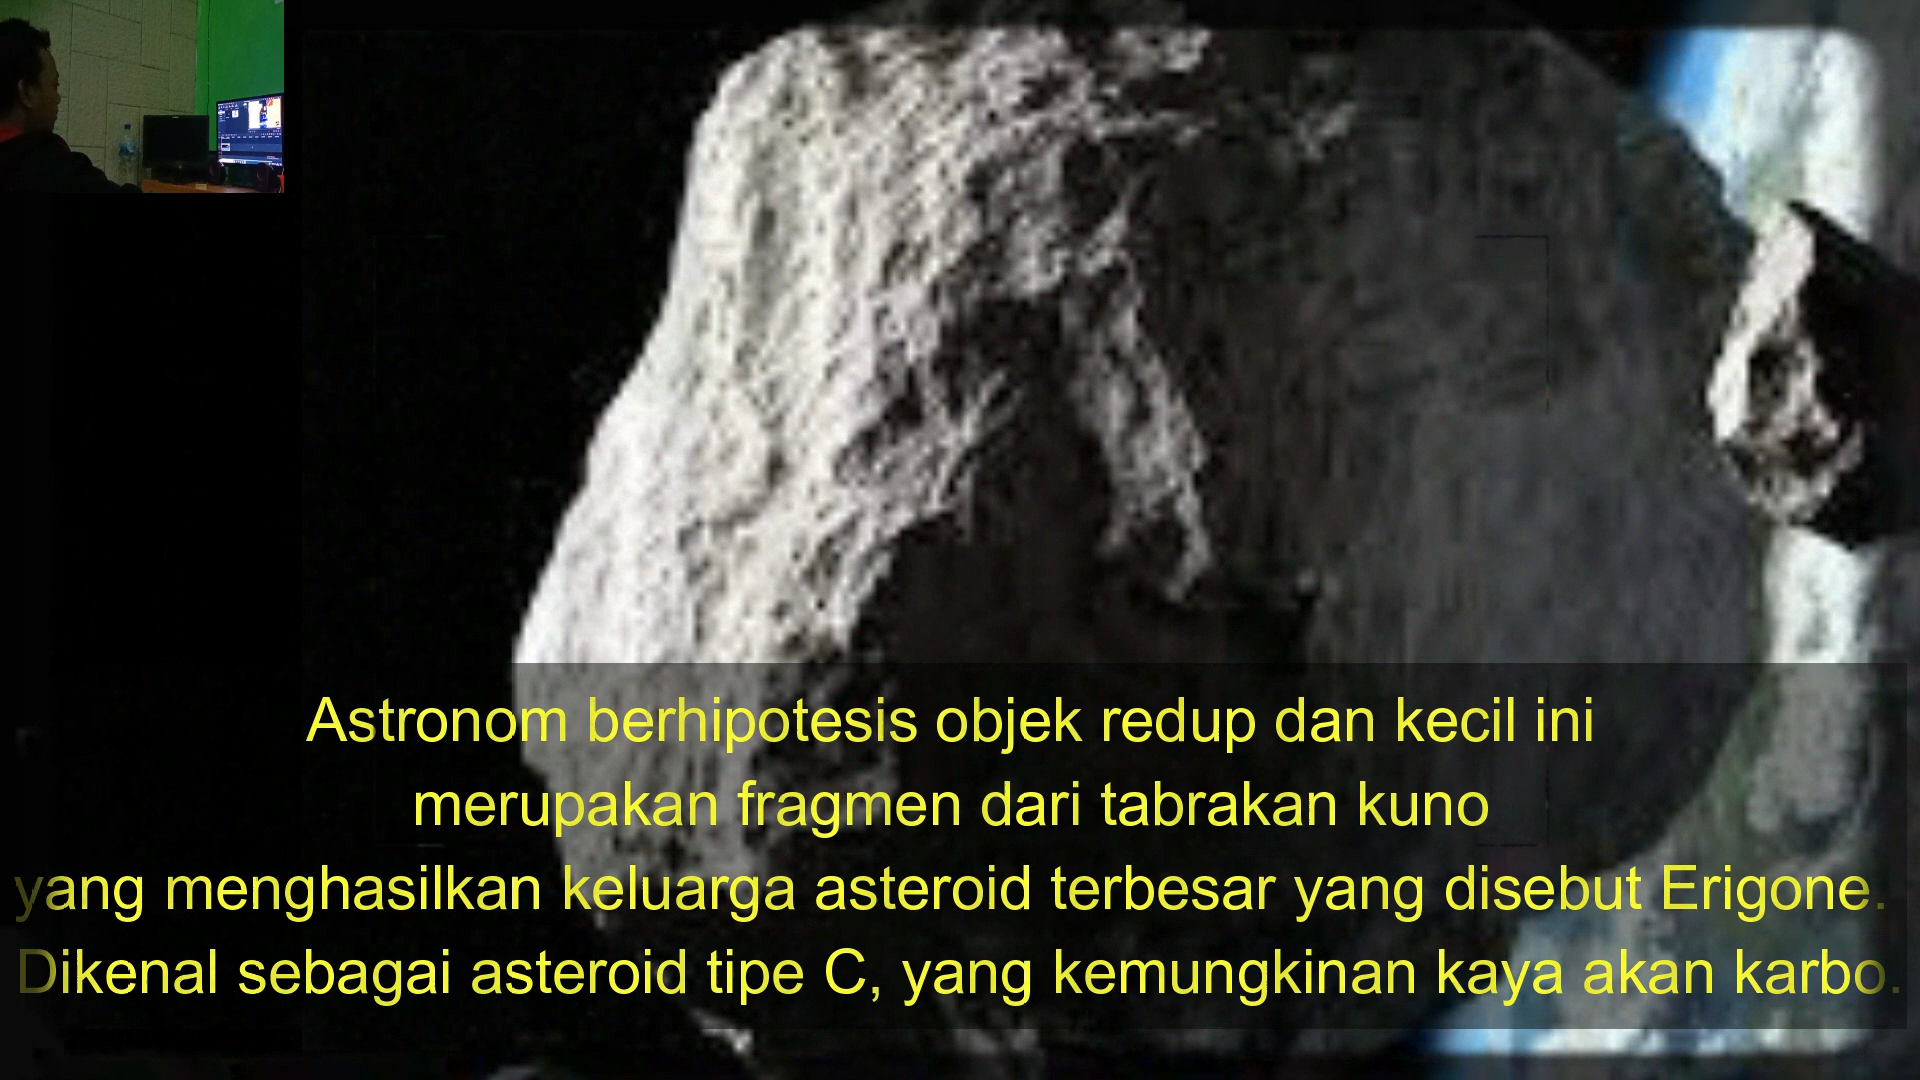 Astronom berhipotesis objek redup dan kecil ini
merupakan fragmen dari tabrakan kuno
yang menghasilkan keluarga asteroid terbesar yang disebut Erigone.
Dikenal sebagai asteroid tipe C, yang kemungkinan kaya akan karbo.